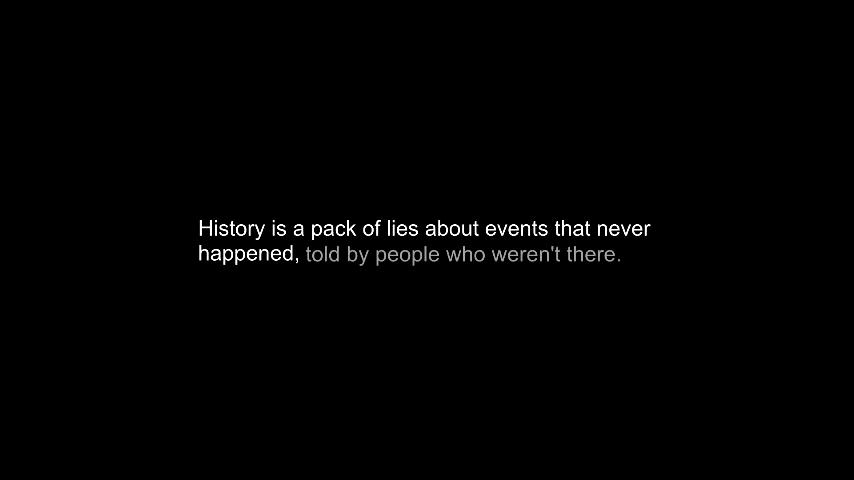 History is a pack of lies about events that never
happened, told by people who weren't there.